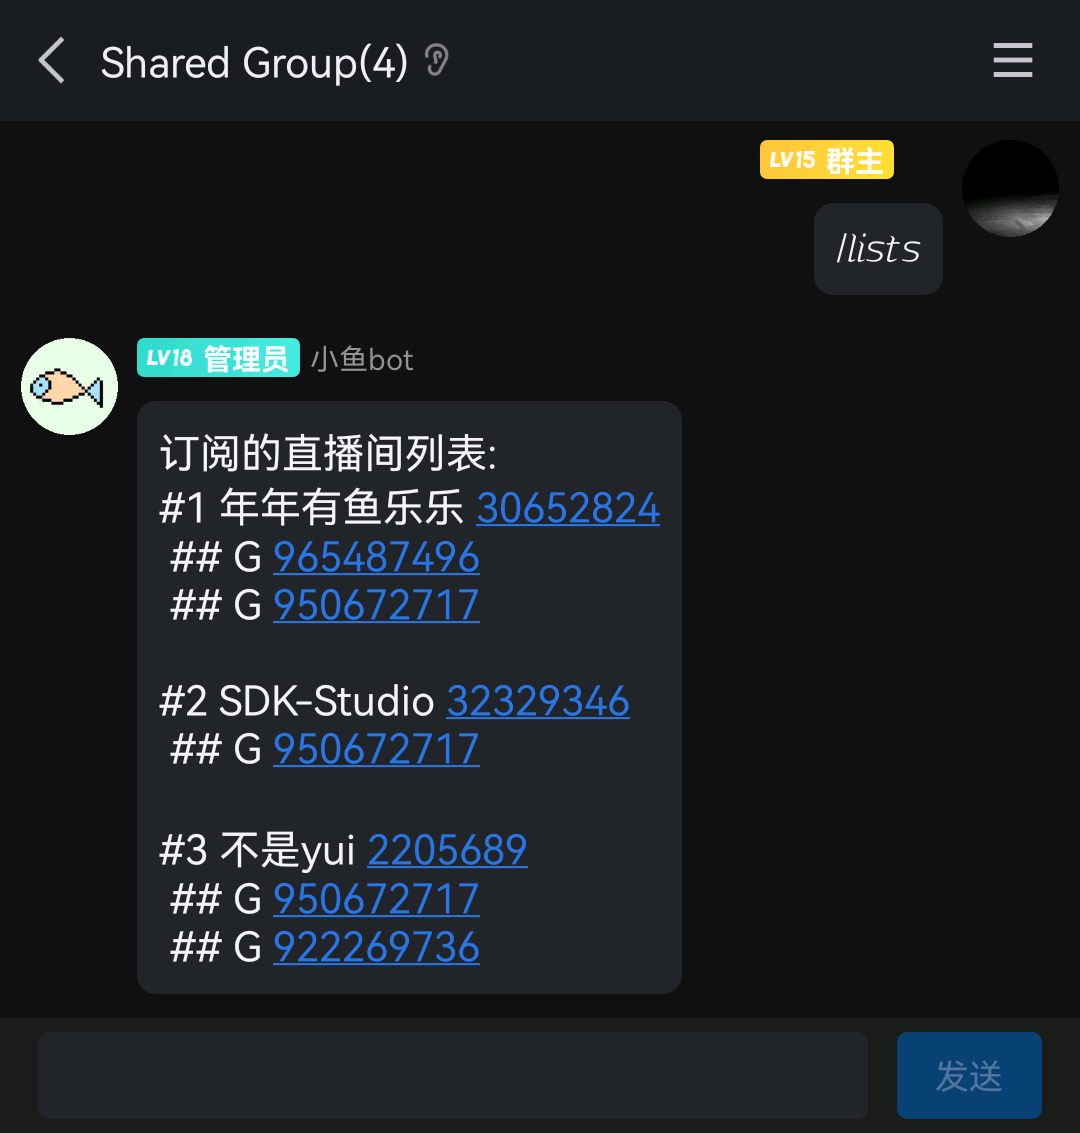 Shared Group(4)
LV15 群主
/lists
LV18 管理员 小鱼bot
订阅的直播间列表:
#1 年年有鱼乐乐 30652824
## G 965487496
## G 950672717
#2 SDK-Studio 32329346
## G 950672717
#3 不是yui 2205689
## G 950672717
## G 922269736
发送